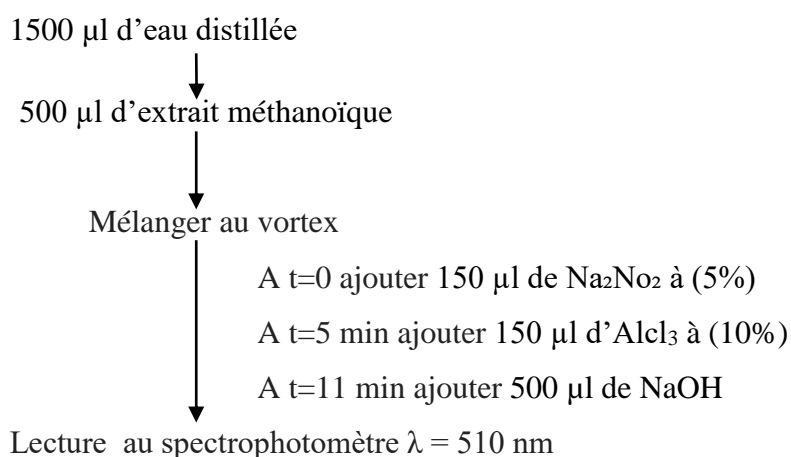 1500 µl d’eau distillée
500 µl d’extrait méthanoïque
Mélanger au vortex
A t=0 ajouter 150 µl de Na₂No₂ à (5%)
A t=5 min ajouter 150 µl d’Alcl₃ à (10%)
A t=11 min ajouter 500 µl de NaOH
Lecture au spectrophotomètre λ = 510 nm